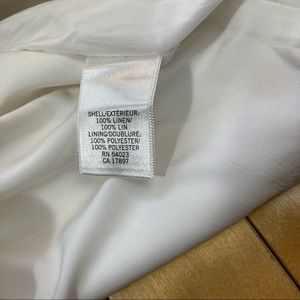 SHELL/EXTÉRIEUR:
100% LINEN/
100% LIN
LINING/DOUBLURE:
100% POLYESTER/
100% POLYESTER
RN 54023
CA 17897